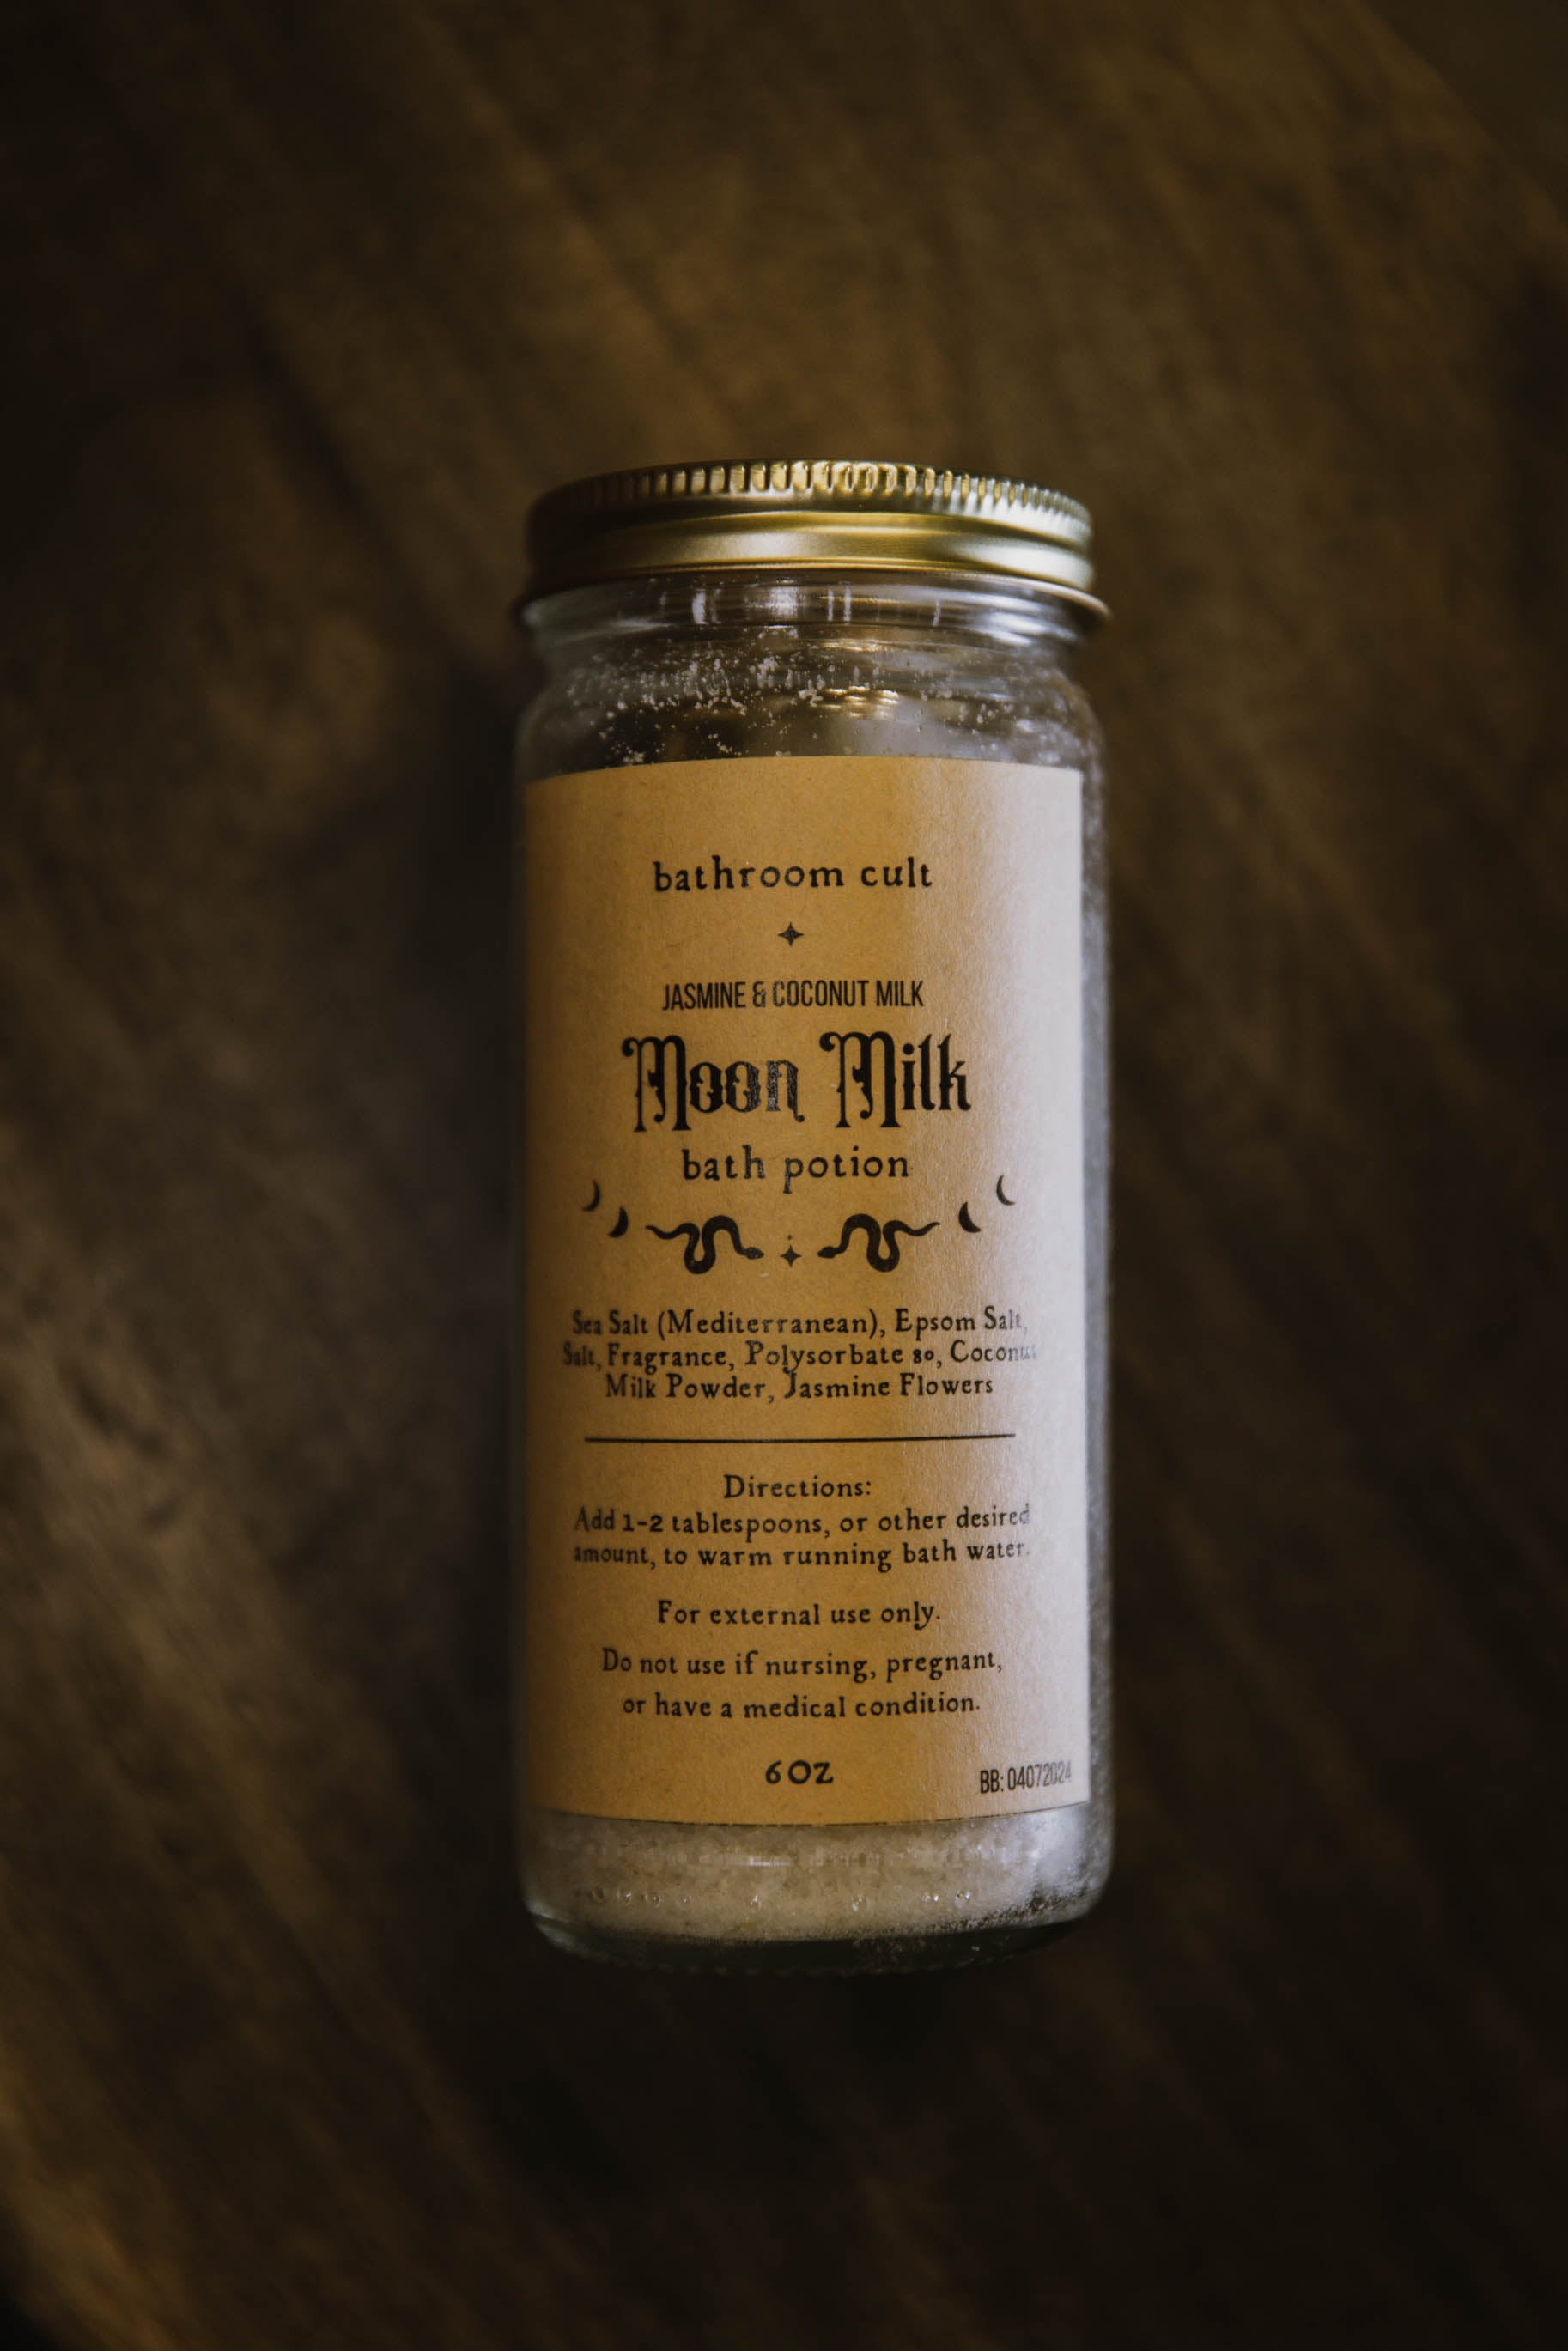 bathroom cult
JASMINE & COCONUT MILK
Moon Milk
bath potion
Sea Salt (Mediterranean), Epsom Salt,
Salt, Fragrance, Polysorbate 80, Coconut
Milk Powder, Jasmine Flowers
Directions:
Add 1-2 tablespoons, or other desired
amount, to warm running bath water.
For external use only.
Do not use if nursing, pregnant,
or have a medical condition.
6 OZ
BB: 04072024